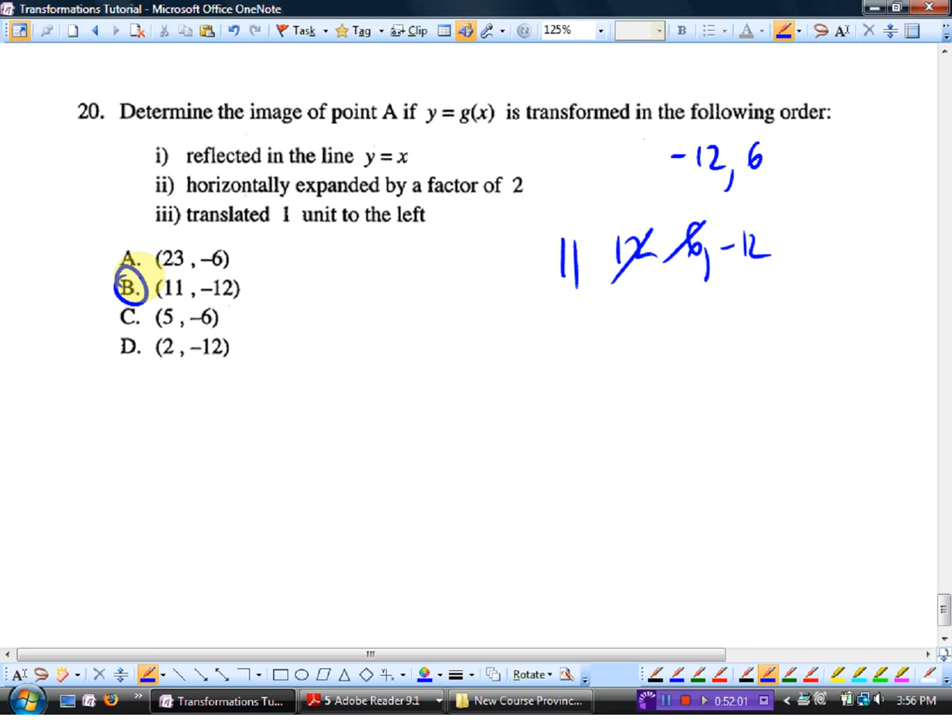 Transformations Tutorial - Microsoft Office OneNote
Task Tag Clip 125% B A
20. Determine the image of point A if y = g(x) is transformed in the following order:
i) reflected in the line y = x
ii) horizontally expanded by a factor of 2
iii) translated 1 unit to the left
-12, 6
11 12 6, -12
A. (23 , –6)
B. (11 , –12)
C. (5 , –6)
D. (2 , –12)
Rotate
Transformations Tu... 5 Adobe Reader 9.1 New Course Provinc... 0:52:01 3:56 PM